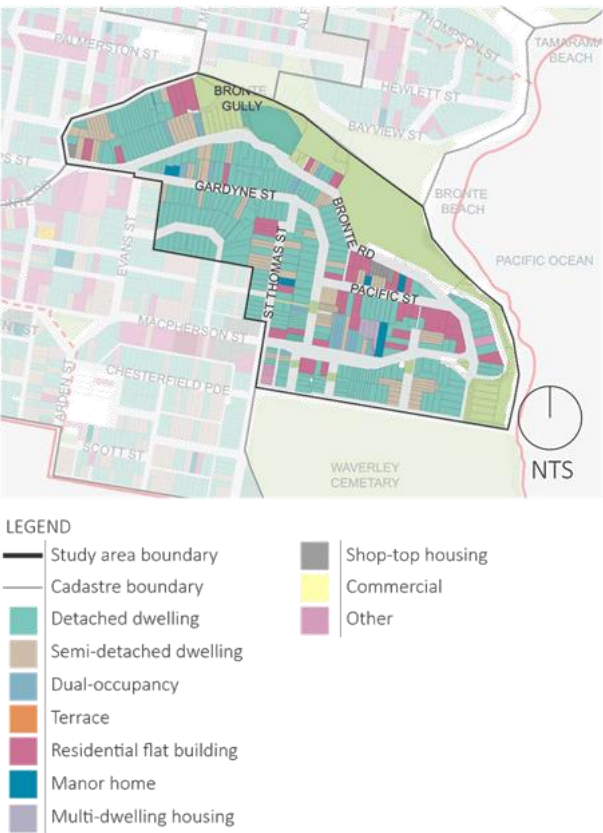 THOMPSON ST
TAMARAMA
BEACH
PALMERSTON ST
BRONTE
GULLY
HEWLETT ST
BAYVIEW ST
GARDYNE ST
BRONTE
BEACH
BRONTE RD
PACIFIC OCEAN
EVANS ST
ST THOMAS ST
PACIFIC ST
MACPHERSON ST
CHESTERFIELD PDE
ARDEN ST
SCOTT ST
WAVERLEY
CEMETARY
NTS
LEGEND
Study area boundary
Cadastre boundary
Detached dwelling
Semi-detached dwelling
Dual-occupancy
Terrace
Residential flat building
Manor home
Multi-dwelling housing
Shop-top housing
Commercial
Other